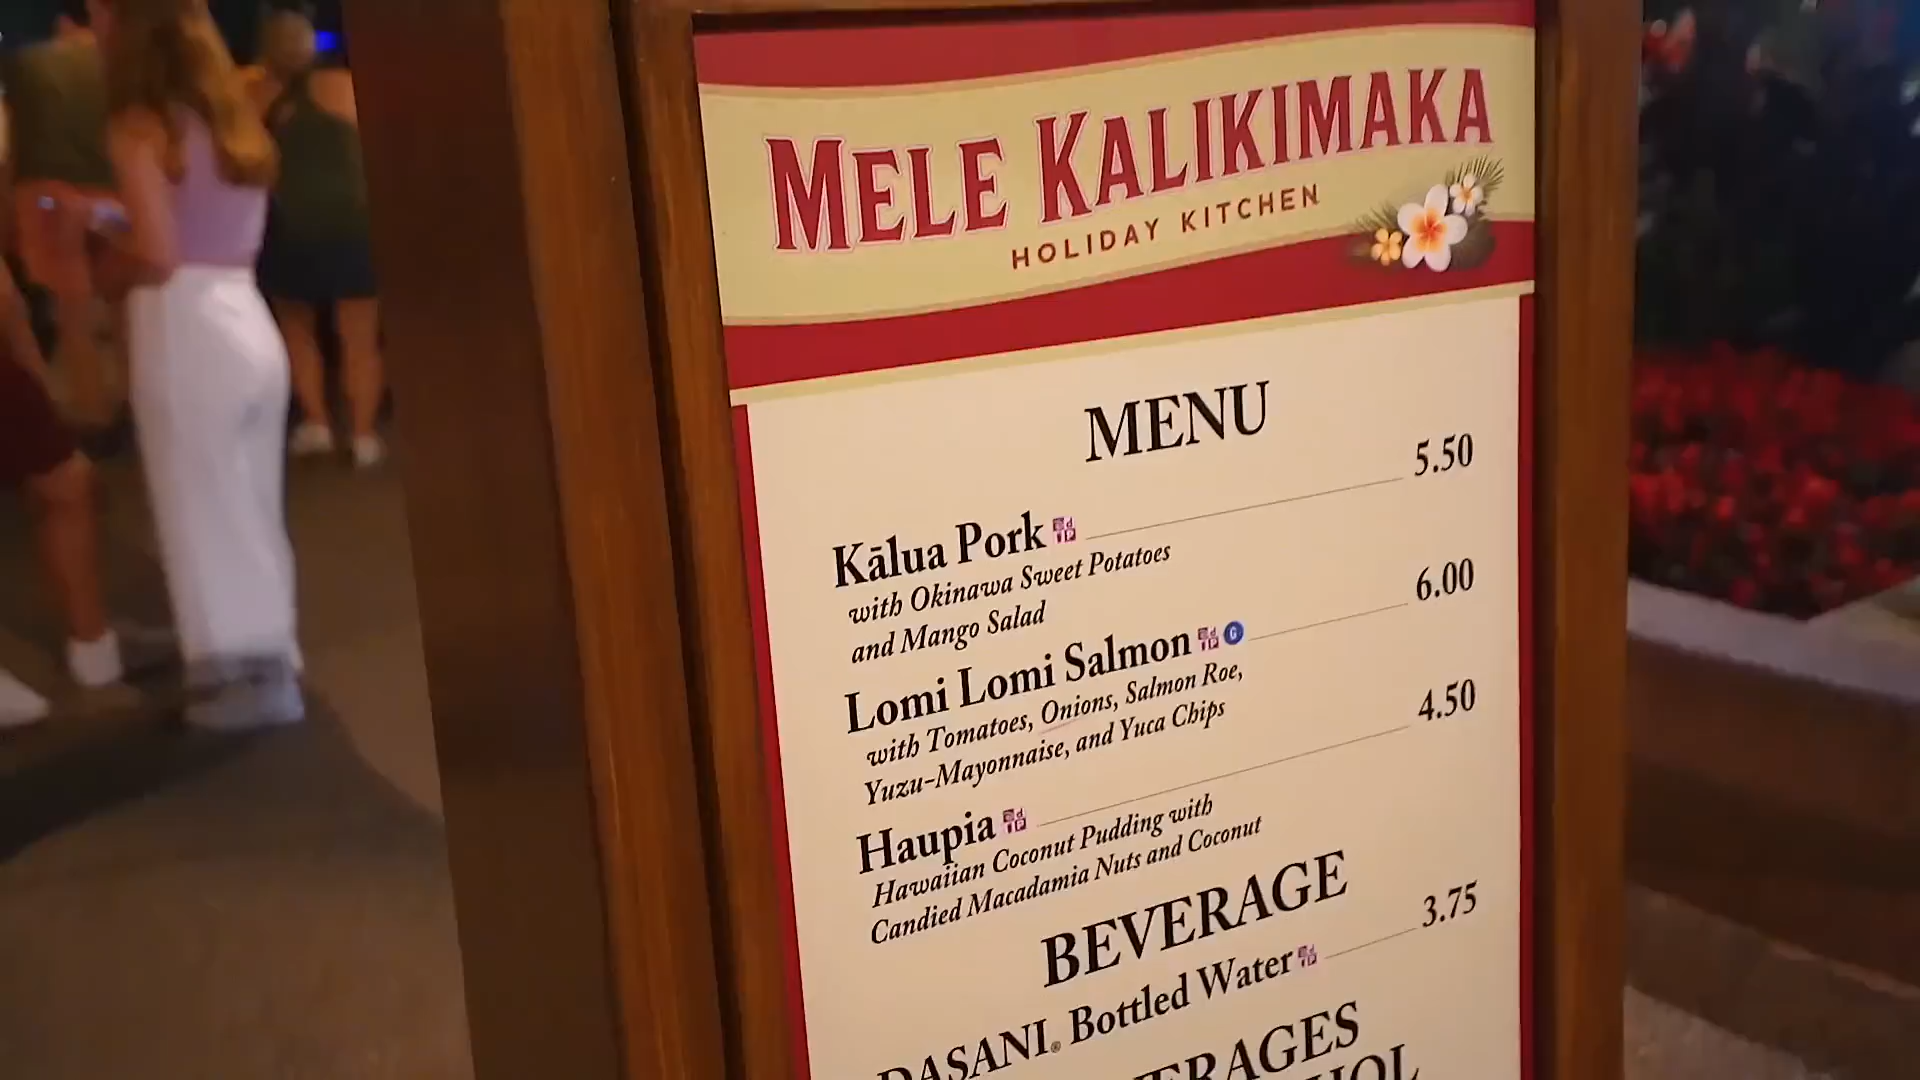 MELE KALIKIMAKA
HOLIDAY KITCHEN
MENU
Kālua Pork 5.50
with Okinawa Sweet Potatoes
and Mango Salad
Lomi Lomi Salmon G 6.00
with Tomatoes, Onions, Salmon Roe,
Yuzu-Mayonnaise, and Yuca Chips
Haupia 4.50
Hawaiian Coconut Pudding with
Candied Macadamia Nuts and Coconut
BEVERAGE
DASANI® Bottled Water 3.75